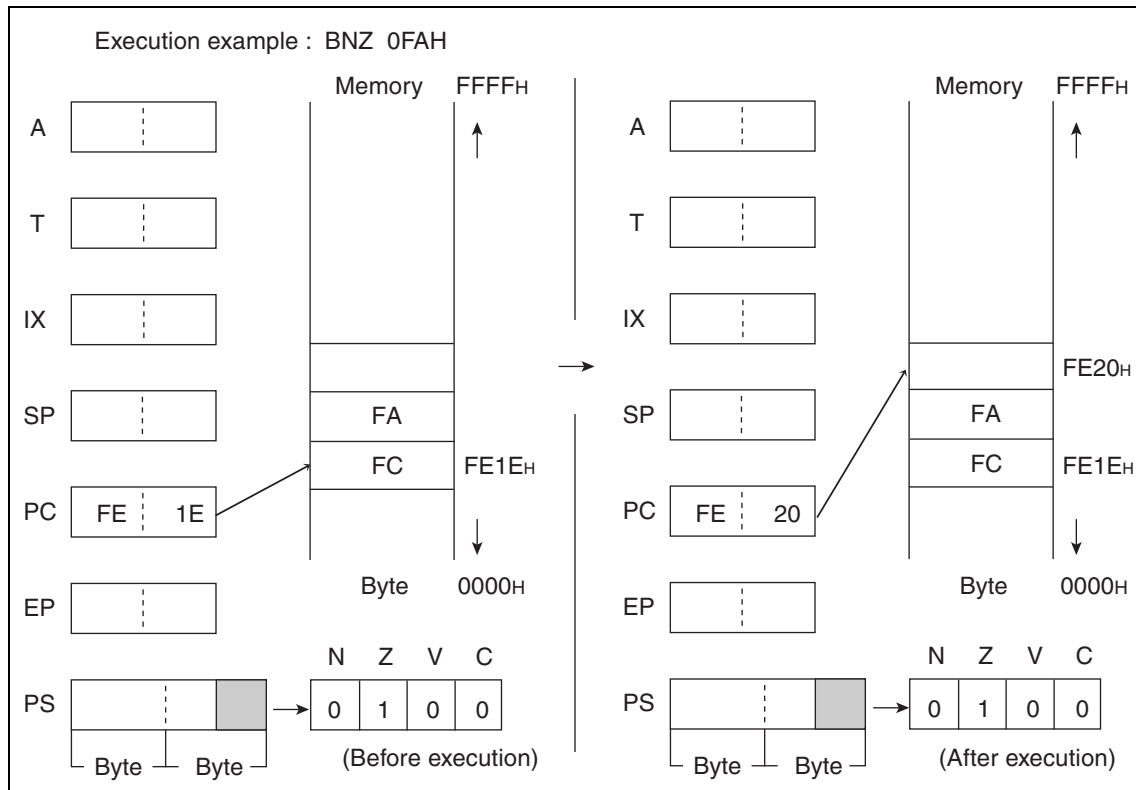 Execution example : BNZ 0FAH
Memory FFFFH
A
T
IX
SP
FA
FC FE1EH
PC FE 1E
Byte 0000H
EP
N Z V C
PS 0 1 0 0
Byte Byte
(Before execution)
Memory FFFFH
A
T
IX
FE20H
SP
FA
FC FE1EH
PC FE 20
Byte 0000H
EP
N Z V C
PS 0 1 0 0
Byte Byte
(After execution)